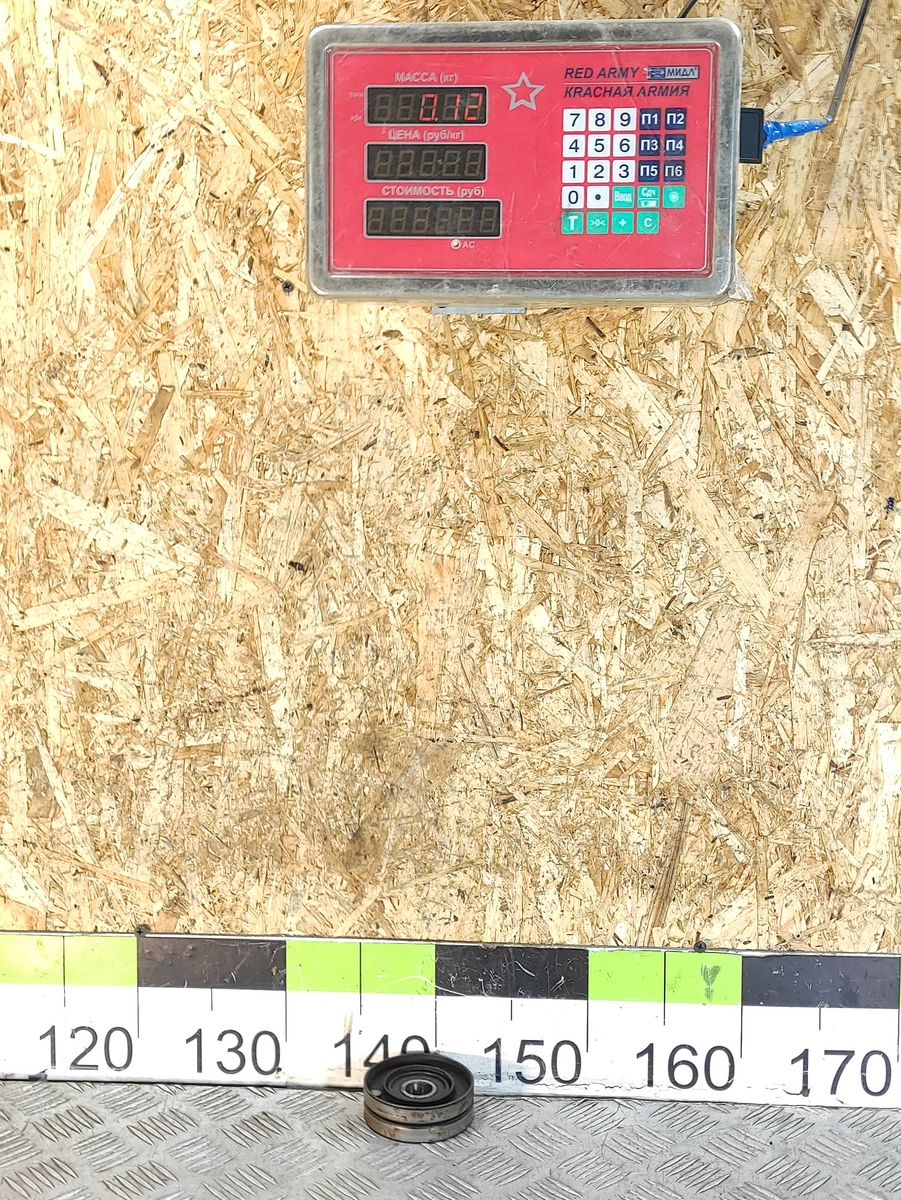 МАССА (кг)
0.12
ЦЕНА (руб/кг)
СТОИМОСТЬ (руб)
AC
RED ARMY МИДЛ
КРАСНАЯ АРМИЯ
7 8 9 П1 П2
4 5 6 П3 П4
1 2 3 П5 П6
0 • Ввод Сдч
T >0< + C
120 130 140 150 160 170